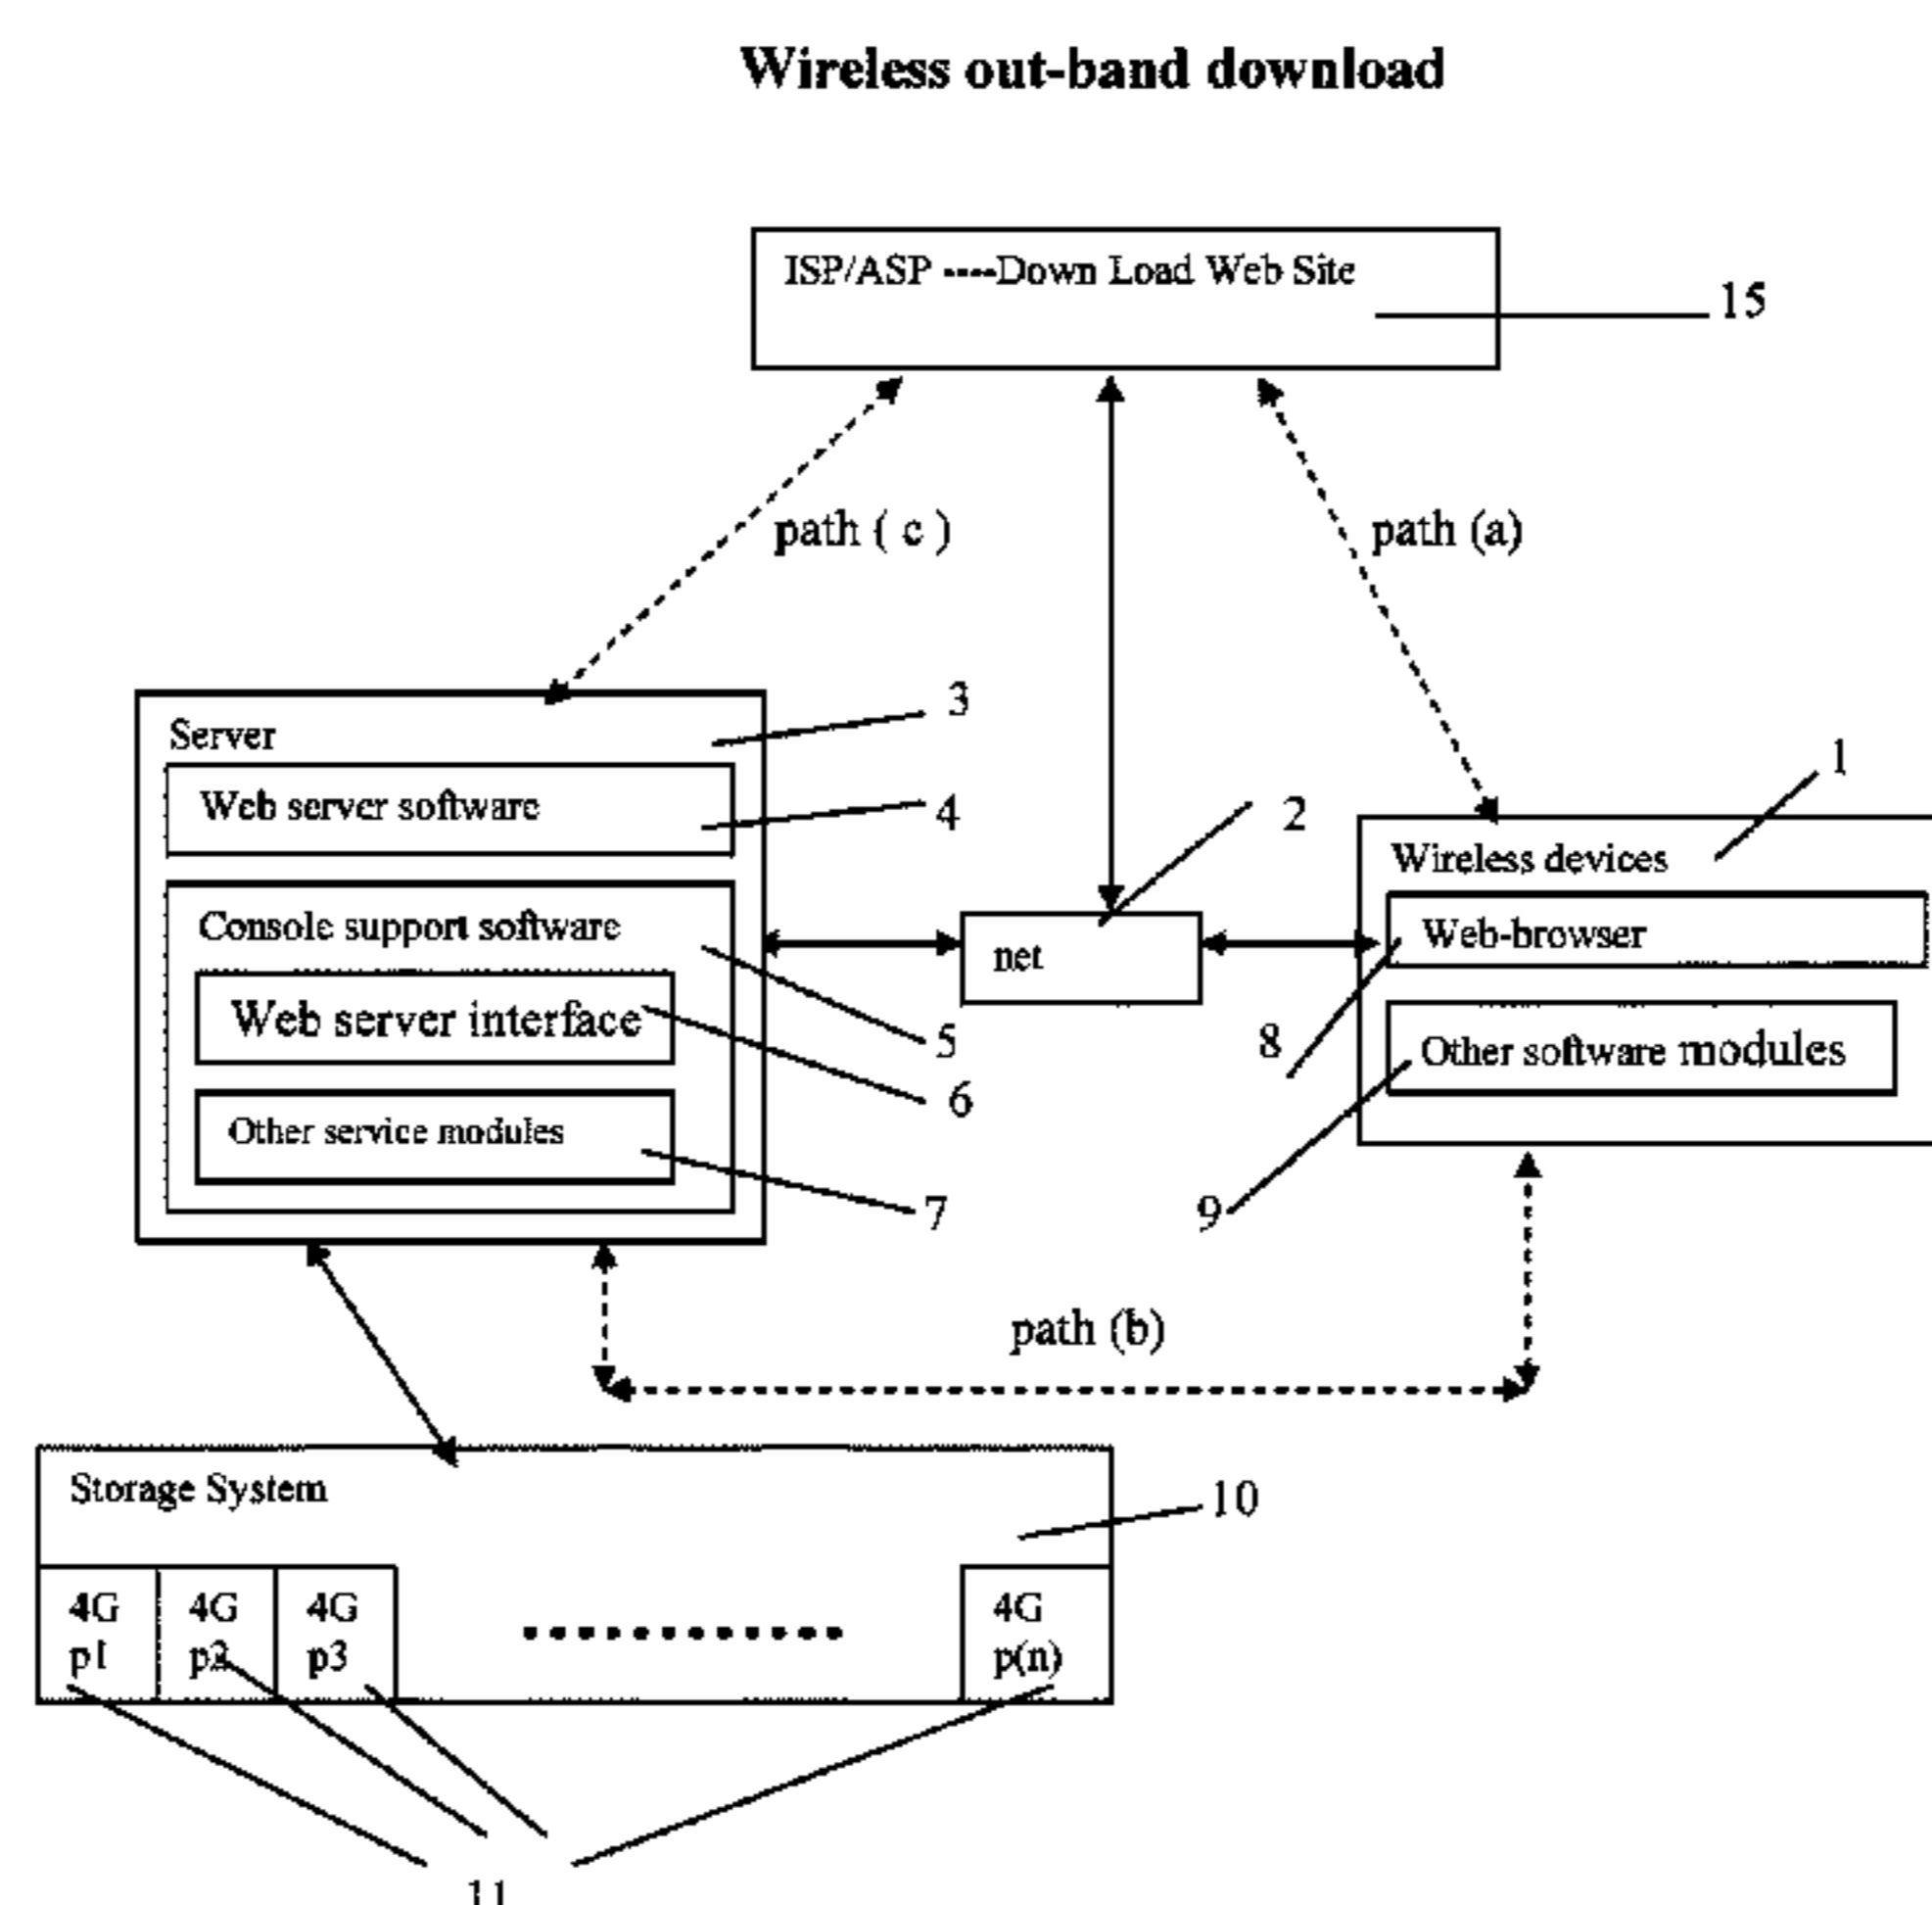 Wireless out-band download
ISP/ASP ----Down Load Web Site
15
path ( c )
path (a)
Server
3
Web server software
4
Console support software
5
Web server interface
6
Other service modules
7
2
net
1
Wireless devices
Web-browser
8
Other software modules
9
path (b)
Storage System
10
4G
p1
4G
p2
4G
p3
4G
p(n)
11